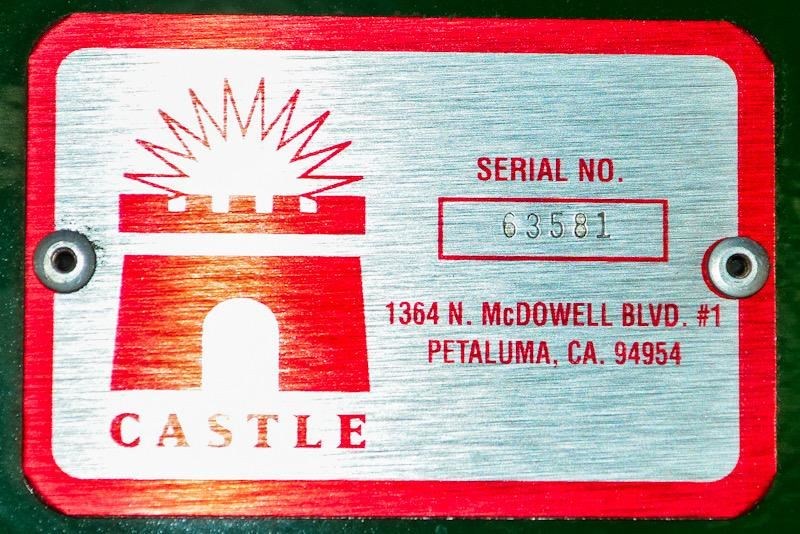 SERIAL NO.
63581
1364 N. McDOWELL BLVD. #1
PETALUMA, CA. 94954
CASTLE